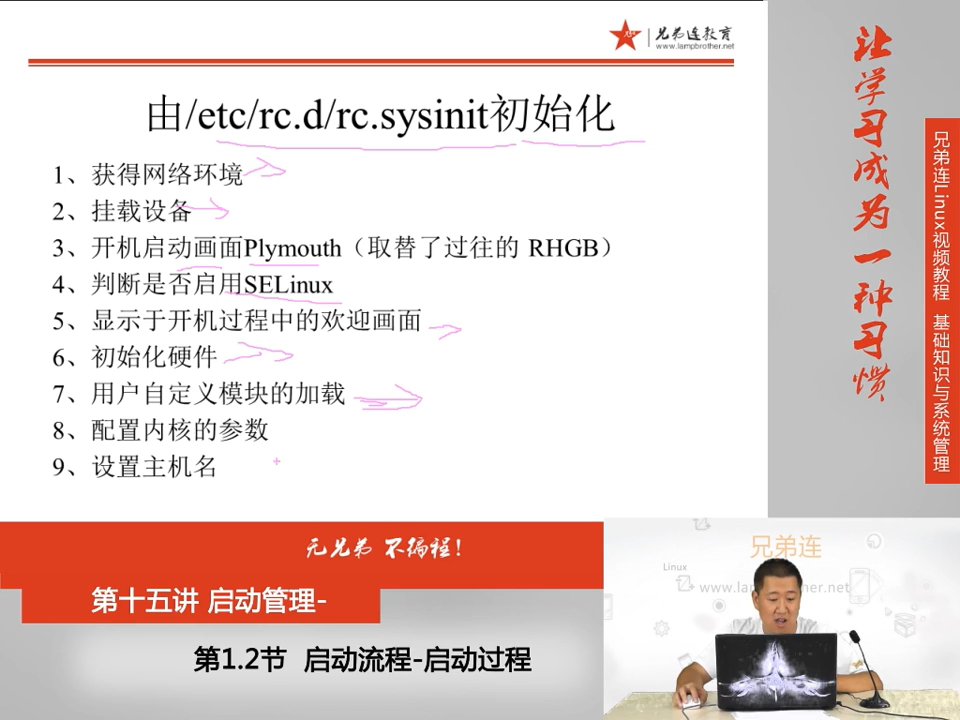 兄弟连教育
www.lampbrother.net
由/etc/rc.d/rc.sysinit初始化
1、获得网络环境
2、挂载设备
3、开机启动画面Plymouth（取替了过往的 RHGB）
4、判断是否启用SELinux
5、显示于开机过程中的欢迎画面
6、初始化硬件
7、用户自定义模块的加载
8、配置内核的参数
9、设置主机名
让学习成为一种习惯
兄弟连Linux视频教程 基础知识与系统管理
无兄弟 不编程!
第十五讲 启动管理-
第1.2节 启动流程-启动过程
兄弟连
Linux